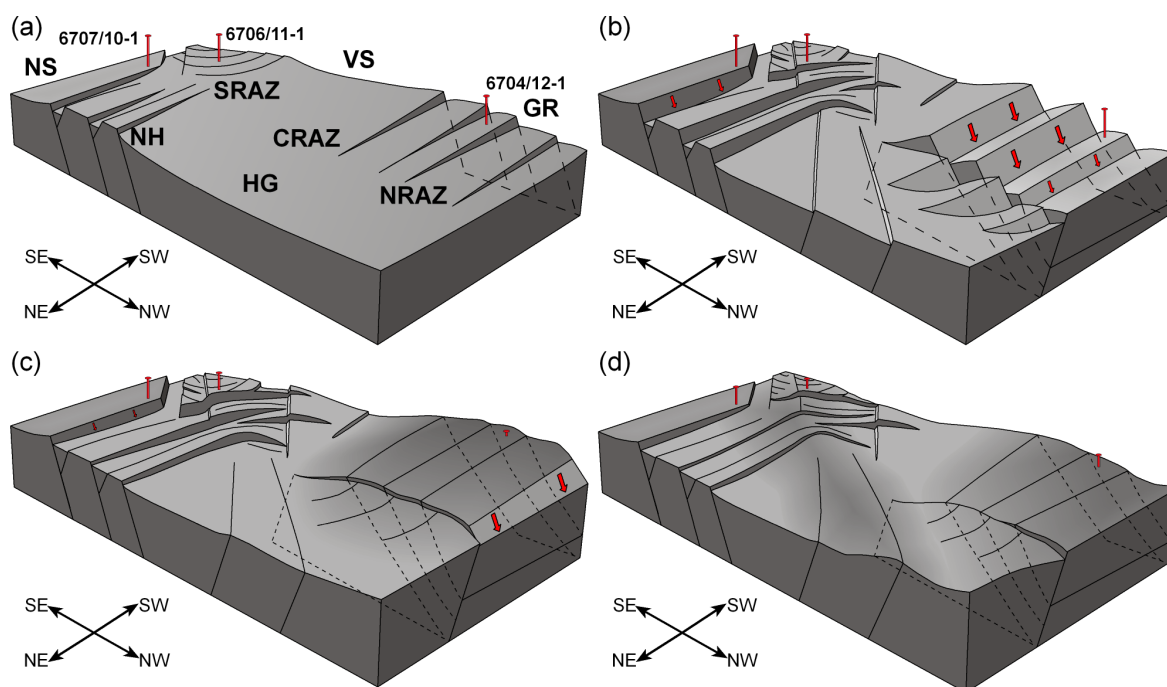 (a)
6707/10-1
6706/11-1
NS
VS
SRAZ
6704/12-1
GR
NH
CRAZ
HG
NRAZ
SE
SW
NE
NW
(b)
SE
SW
NE
NW
(c)
SE
SW
NE
NW
(d)
SE
SW
NE
NW